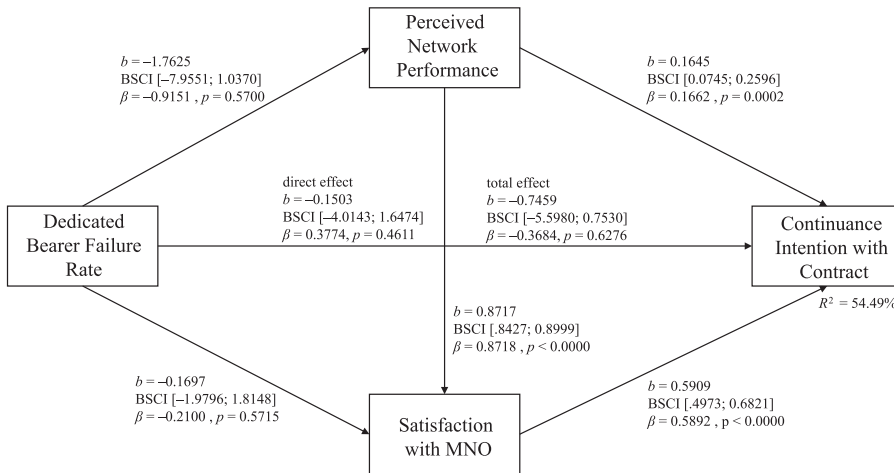 Perceived
Network
Performance
b = –1.7625
BSCI [–7.9551; 1.0370]
β = –0.9151 , p = 0.5700
b = 0.1645
BSCI [0.0745; 0.2596]
β = 0.1662 , p = 0.0002
direct effect
b = –0.1503
BSCI [–4.0143; 1.6474]
β = 0.3774, p = 0.4611
total effect
b = –0.7459
BSCI [–5.5980; 0.7530]
β = –0.3684, p = 0.6276
Dedicated
Bearer Failure
Rate
Continuance
Intention with
Contract
R² = 54.49%
b = 0.8717
BSCI [.8427; 0.8999]
β = 0.8718 , p < 0.0000
b = –0.1697
BSCI [–1.9796; 1.8148]
β = –0.2100 , p = 0.5715
b = 0.5909
BSCI [.4973; 0.6821]
β = 0.5892 , p < 0.0000
Satisfaction
with MNO